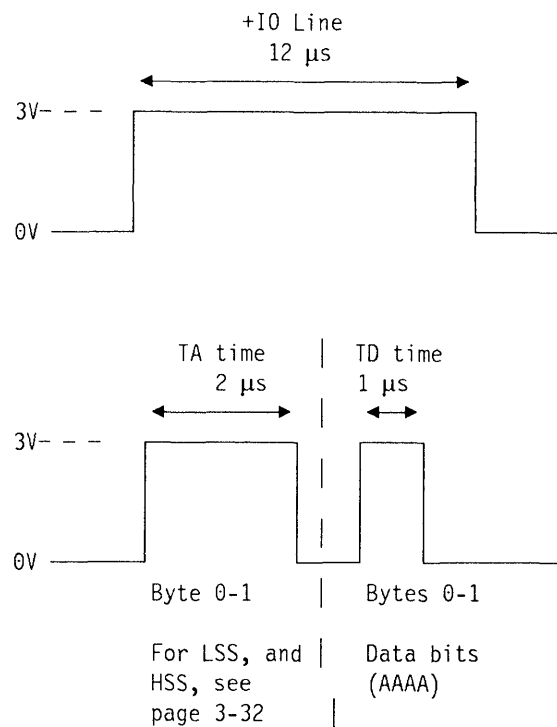 +IO Line
12 μs
3V
0V
TA time
2 μs
TD time
1 μs
3V
0V
Byte 0-1
Bytes 0-1
For LSS, and
HSS, see
page 3-32
Data bits
(AAAA)